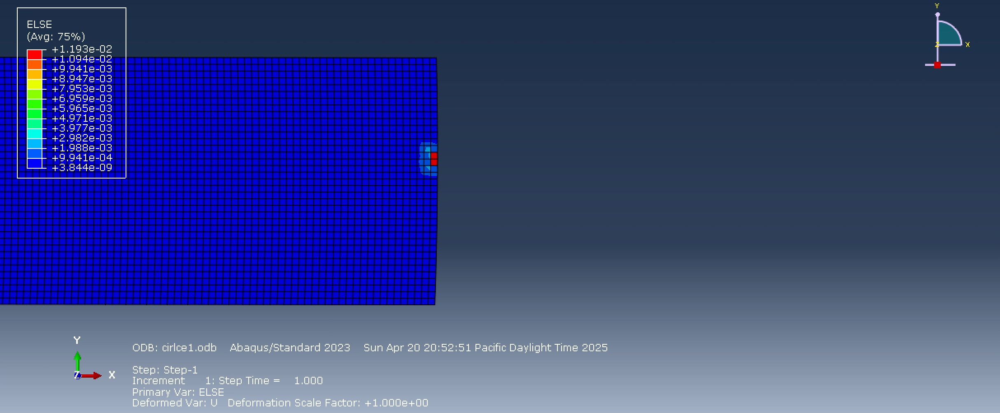 ELSE
(Avg: 75%)
+1.193e-02
+1.094e-02
+9.941e-03
+8.947e-03
+7.953e-03
+6.959e-03
+5.965e-03
+4.971e-03
+3.977e-03
+2.982e-03
+1.988e-03
+9.941e-04
+3.844e-09
Y
Z
X
Y
Z
X
ODB: cirlce1.odb Abaqus/Standard 2023 Sun Apr 20 20:52:51 Pacific Daylight Time 2025
Step: Step-1
Increment 1: Step Time = 1.000
Primary Var: ELSE
Deformed Var: U Deformation Scale Factor: +1.000e+00